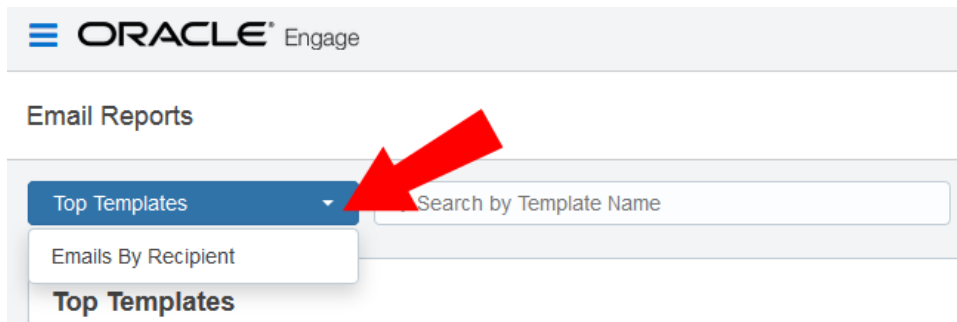 ORACLE® Engage
Email Reports
Top Templates
Search by Template Name
Emails By Recipient
Top Templates